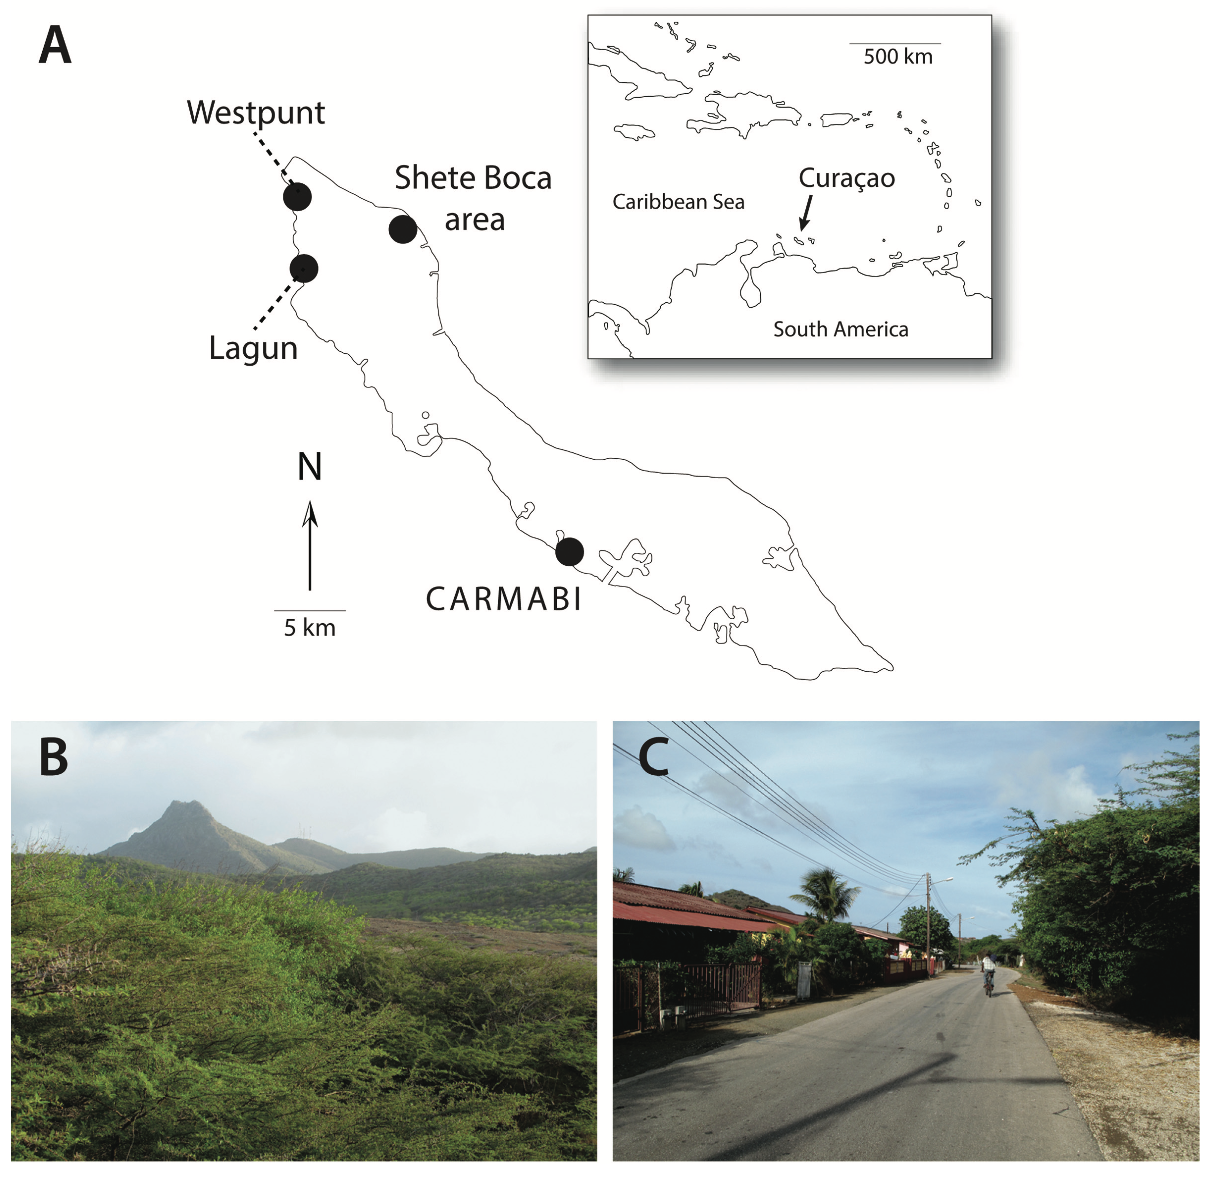 A
Westpunt
Shete Boca
area
Lagun
N
5 km
CARMABI
500 km
Curaçao
Caribbean Sea
South America
B
C